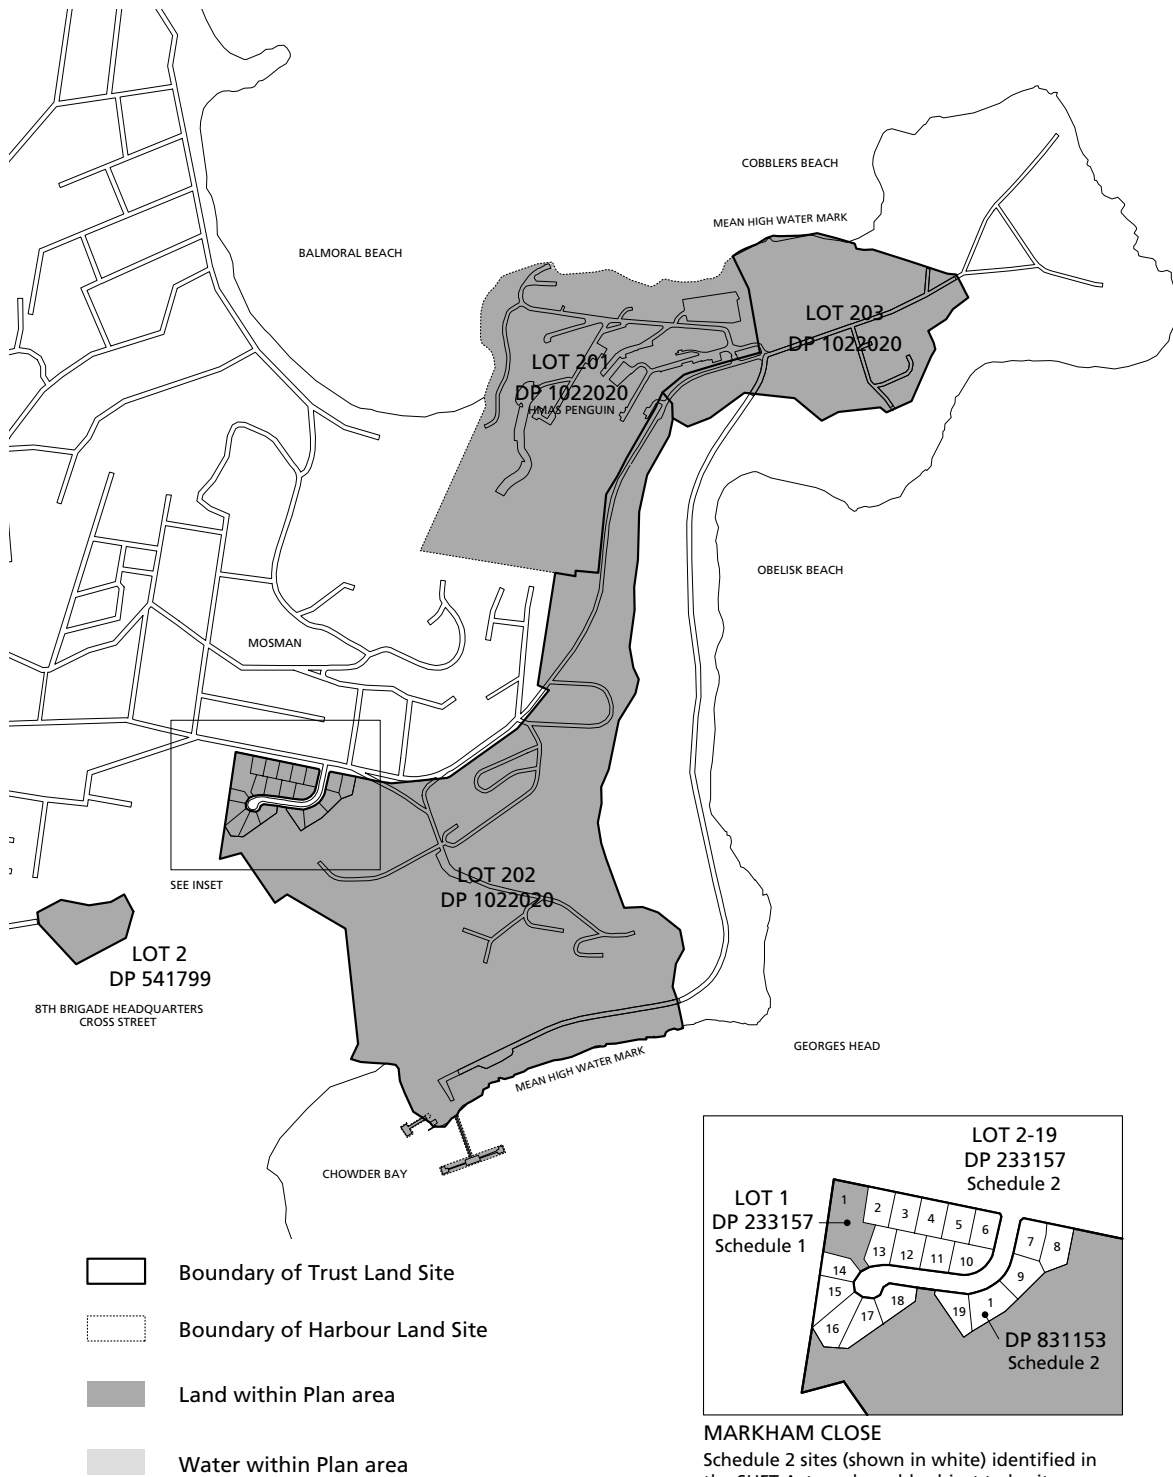 COBBLERS BEACH
MEAN HIGH WATER MARK
BALMORAL BEACH
LOT 203
DP 1022020
LOT 201
DP 1022020
HMAS PENGUIN
OBELISK BEACH
MOSMAN
SEE INSET
LOT 202
DP 1022020
LOT 2
DP 541799
8TH BRIGADE HEADQUARTERS
CROSS STREET
GEORGES HEAD
MEAN HIGH WATER MARK
CHOWDER BAY
LOT 2-19
DP 233157
Schedule 2
LOT 1
DP 233157
Schedule 1
1
2
3
4
5
6
7
8
13
12
11
10
9
14
15
18
17
16
19
1
DP 831153
Schedule 2
Boundary of Trust Land Site
Boundary of Harbour Land Site
Land within Plan area
Water within Plan area
MARKHAM CLOSE
Schedule 2 sites (shown in white) identified in